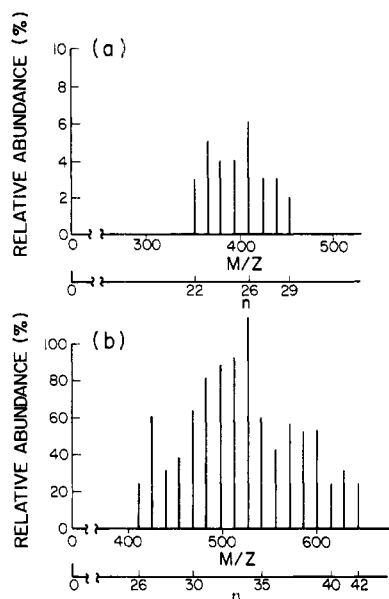 (a)
RELATIVE ABUNDANCE (%)
10
8
6
4
2
0
0 300 400 500
M/Z
0 22 26 29
n
(b)
RELATIVE ABUNDANCE (%)
100
80
60
40
20
0
0 400 500 600
M/Z
0 26 30 35 40 42
n